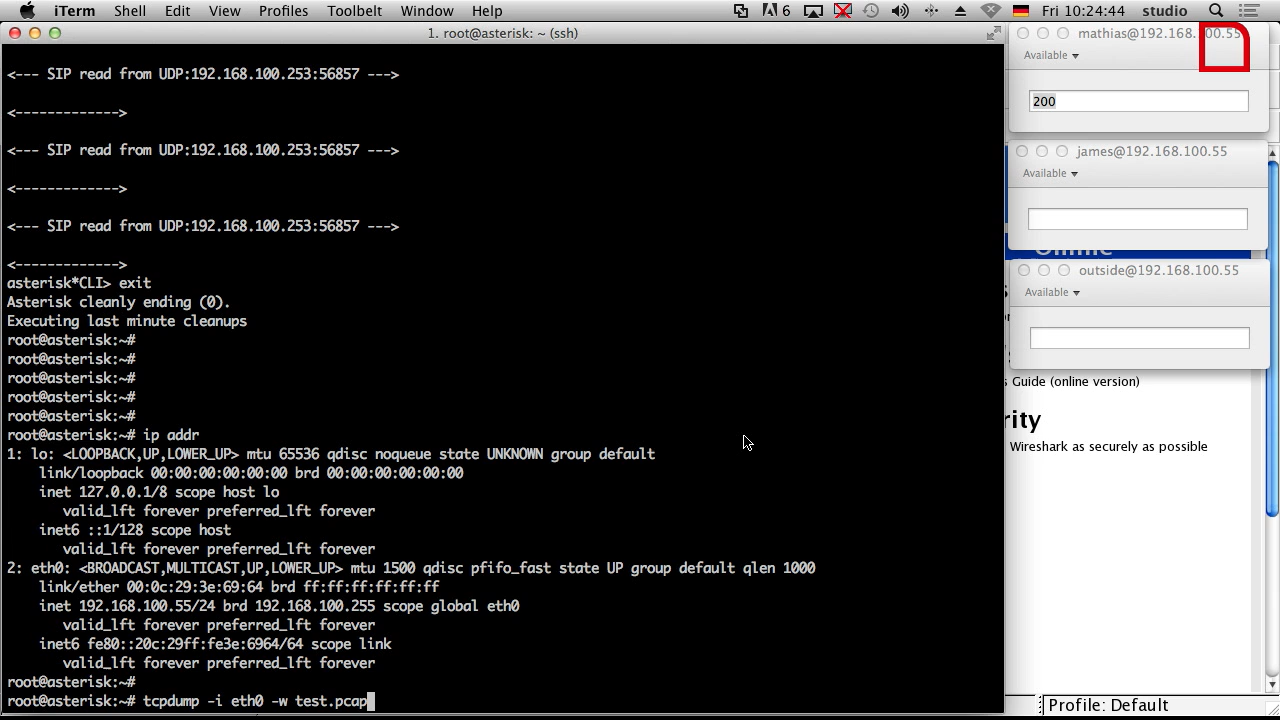 iTerm Shell Edit View Profiles Toolbelt Window Help 6 Fri 10:24:44 studio
1. root@asterisk: ~ (ssh)
<--- SIP read from UDP:192.168.100.253:56857 --->
<------------->
<--- SIP read from UDP:192.168.100.253:56857 --->
<------------->
<--- SIP read from UDP:192.168.100.253:56857 --->
<------------->
asterisk*CLI> exit
Asterisk cleanly ending (0).
Executing last minute cleanups
root@asterisk:~#
root@asterisk:~#
root@asterisk:~#
root@asterisk:~#
root@asterisk:~#
root@asterisk:~# ip addr
1: lo: <LOOPBACK,UP,LOWER_UP> mtu 65536 qdisc noqueue state UNKNOWN group default
link/loopback 00:00:00:00:00:00 brd 00:00:00:00:00:00
inet 127.0.0.1/8 scope host lo
valid_lft forever preferred_lft forever
inet6 ::1/128 scope host
valid_lft forever preferred_lft forever
2: eth0: <BROADCAST,MULTICAST,UP,LOWER_UP> mtu 1500 qdisc pfifo_fast state UP group default qlen 1000
link/ether 00:0c:29:3e:69:64 brd ff:ff:ff:ff:ff:ff
inet 192.168.100.55/24 brd 192.168.100.255 scope global eth0
valid_lft forever preferred_lft forever
inet6 fe80::20c:29ff:fe3e:6964/64 scope link
valid_lft forever preferred_lft forever
root@asterisk:~#
root@asterisk:~# tcpdump -i eth0 -w test.pcap
mathias@192.168.100.55
Available
200
james@192.168.100.55
Available
Online
outside@192.168.100.55
Available
s Guide (online version)
rity
Wireshark as securely as possible
Profile: Default